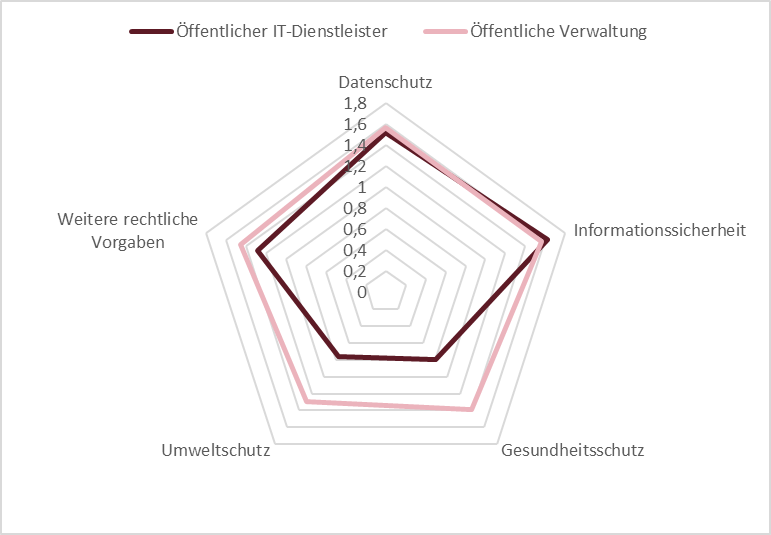 Öffentlicher IT-Dienstleister
Öffentliche Verwaltung
Datenschutz
1,8
1,6
1,4
1,2
1
0,8
0,6
0,4
0,2
0
Informationssicherheit
Weitere rechtliche
Vorgaben
Umweltschutz
Gesundheitsschutz